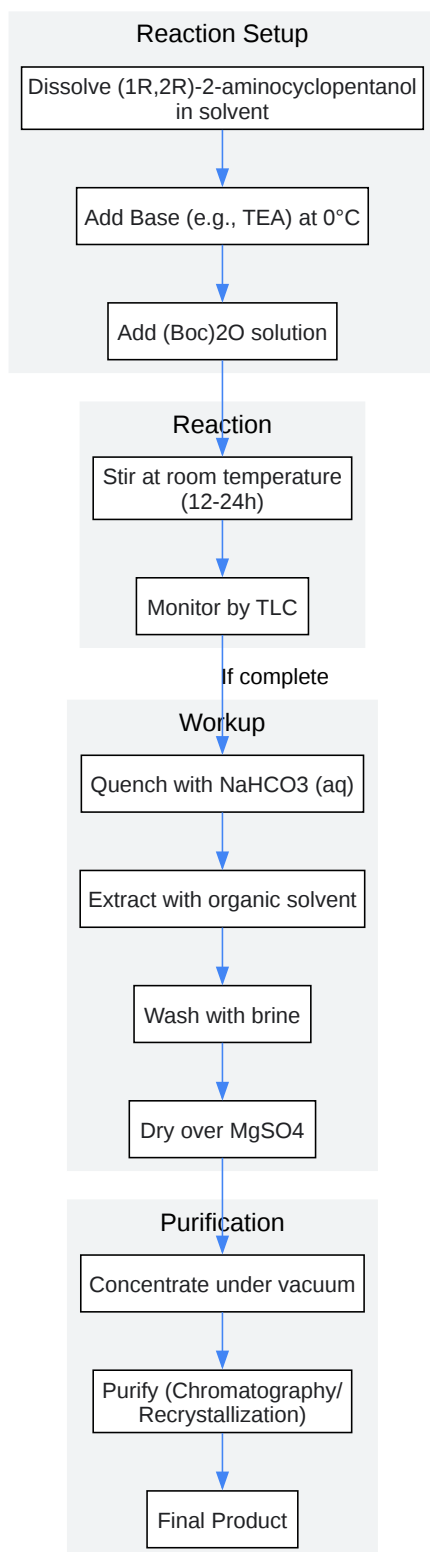 Reaction Setup
Dissolve (1R,2R)-2-aminocyclopentanol
in solvent
Add Base (e.g., TEA) at 0°C
Add (Boc)2O solution
Reaction
Stir at room temperature
(12-24h)
Monitor by TLC
If complete
Workup
Quench with NaHCO3 (aq)
Extract with organic solvent
Wash with brine
Dry over MgSO4
Purification
Concentrate under vacuum
Purify (Chromatography/
Recrystallization)
Final Product